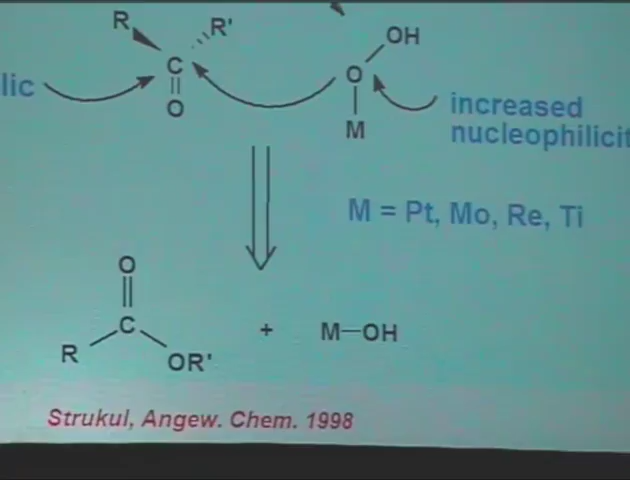 R
R'
OH
C
O
lic
O
increased
M
nucleophilicit
M = Pt, Mo, Re, Ti
O
C
+
M—OH
R
OR'
Strukul, Angew. Chem. 1998